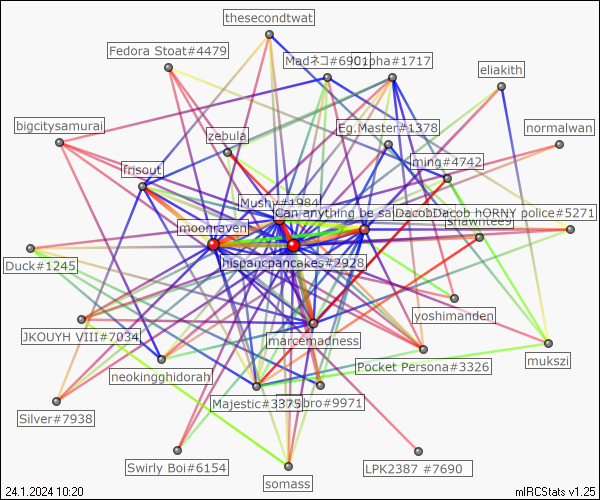 thesecondtwat
Fedora Stoat#4479
Madネコ#6901
pha#1717
eliakith
bigcitysamurai
zebula
Eg.Master#1378
normalwan
frisout
ming#4742
Mushy#1984
Can anything be sa
DacobDacob hORNY police#5271
moonraven
shawntee9
Duck#1245
hispancpancakes#2928
yoshimanden
JKOUYH VIII#7034
marcemadness
neokingghidorah
Pocket Persona#3326
mukszi
Silver#7938
Majestic#3375
bro#9971
Swirly Boi#6154
LPK2387 #7690
somass
24.1.2024 10:20
mIRCStats v1.25